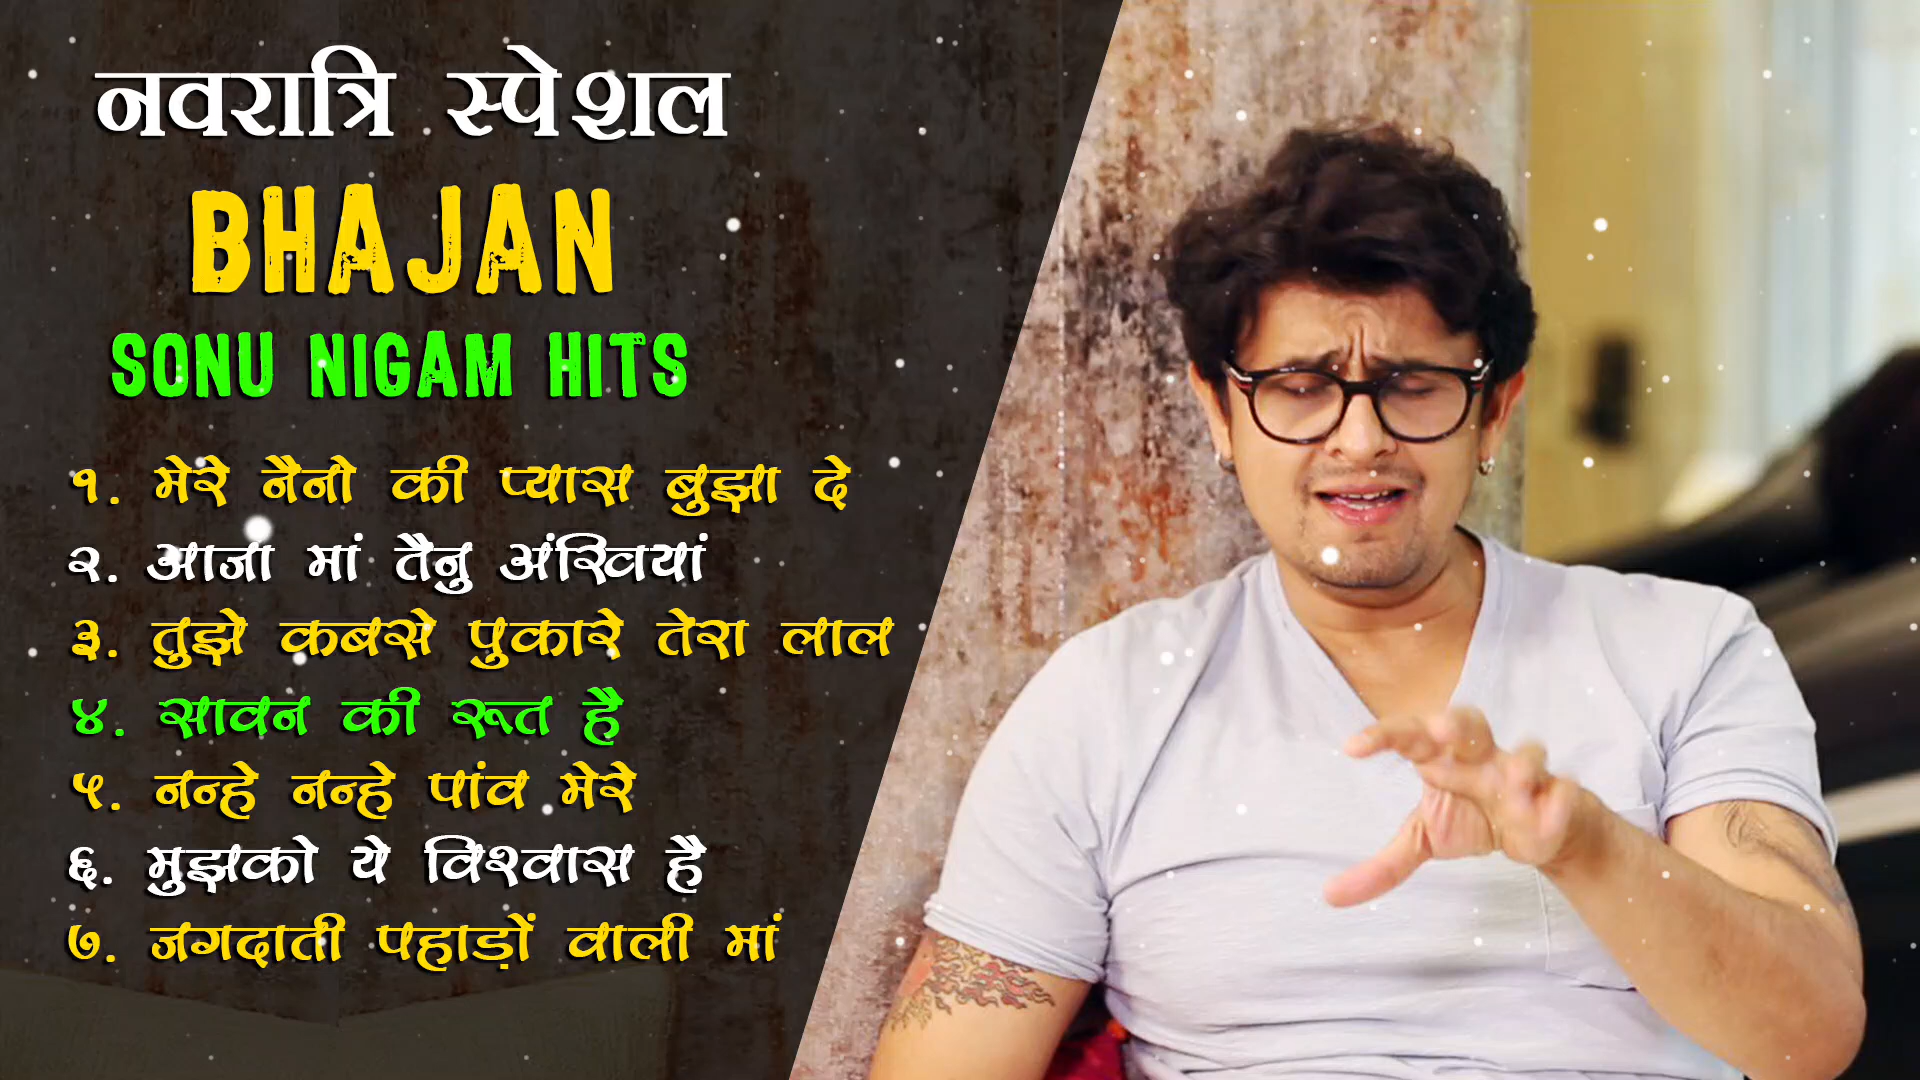 नवरात्रि स्पेशल
BHAJAN
SONU NIGAM HITS
१. मेरे नैनो की प्यास बुझा दे
२. आजा मां तैनु अंखियां
३. तुझे कबसे पुकारे तेरा लाल
४. सावन की रूत है
५. नन्हे नन्हे पांव मेरे
६. मुझको ये विश्वास है
७. जगदाती पहाड़ों वाली मां